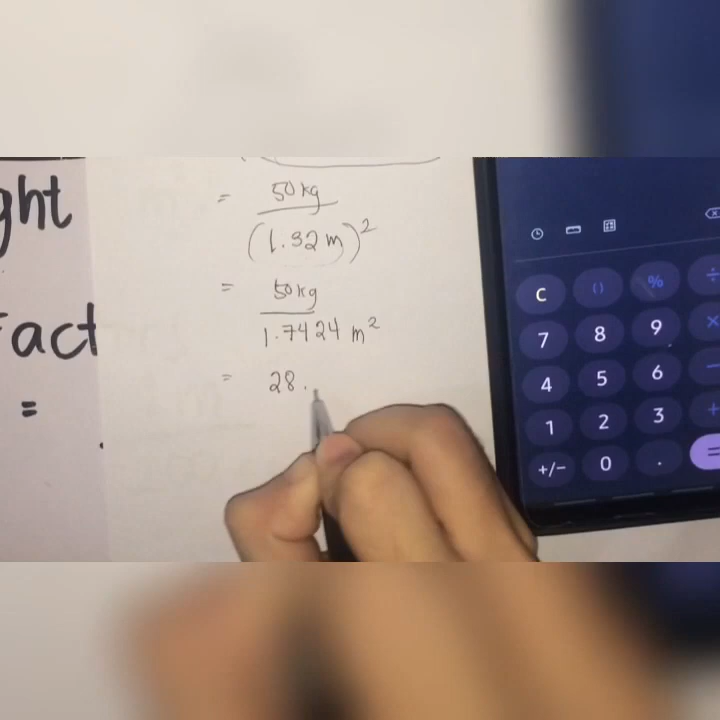 ght
= 50kg
(1.32m)²
= 50kg
Fact
1.7424 m²
= 28.
=
C () % ÷
7 8 9 ×
4 5 6 −
1 2 3 +
+/− 0 . =